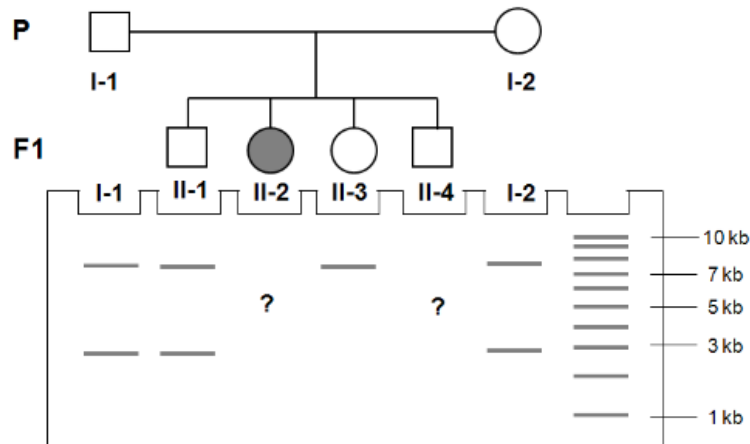 P
I-1 I-2
F1
I-1 II-1 II-2 II-3 II-4 I-2
10 kb
7 kb
? ?
5 kb
3 kb
1 kb